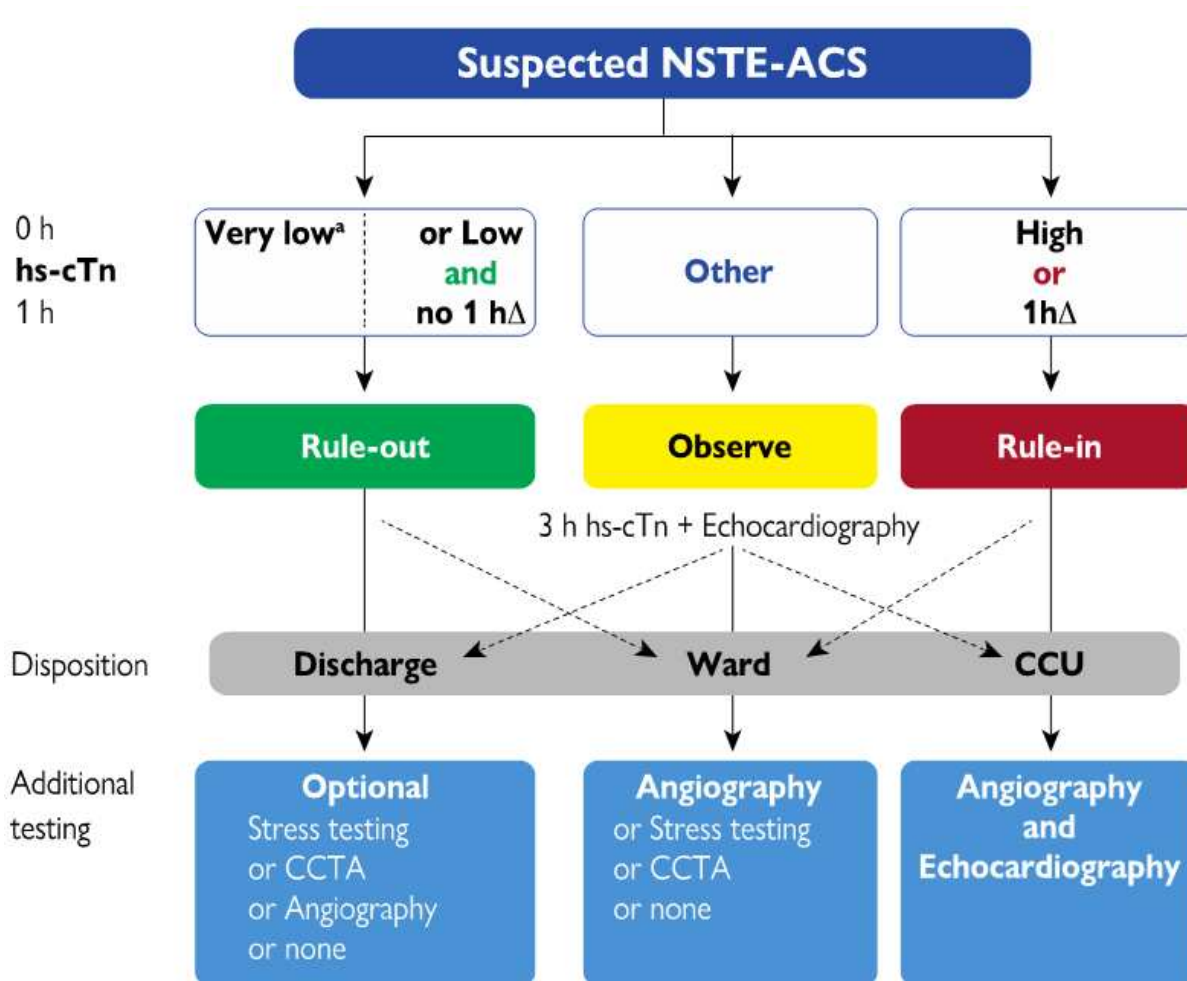 Suspected NSTE-ACS
0 h
hs-cTn
1 h
Very lowᵃ
or Low
and
no 1 hΔ
Other
High
or
1hΔ
Rule-out
Observe
Rule-in
3 h hs-cTn + Echocardiography
Disposition
Discharge
Ward
CCU
Additional
testing
Optional
Stress testing
or CCTA
or Angiography
or none
Angiography
or Stress testing
or CCTA
or none
Angiography
and
Echocardiography